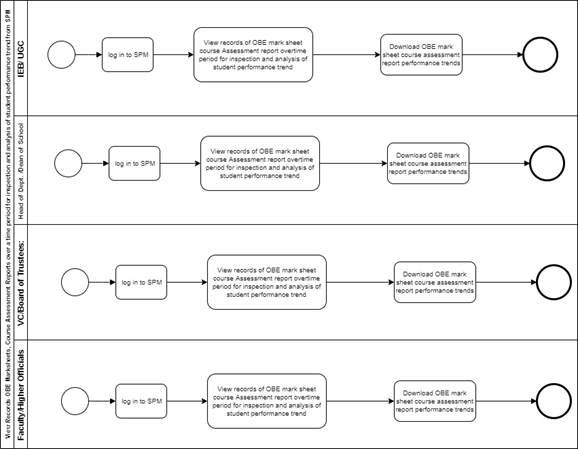 View Records OBE Marksheets, Course Assessment Reports over a time period for inspection and analysis of student performance trend from SPM
IEB/ UGC
log in to SPM
View records of OBE mark sheet
course Assessment report overtime
period for inspection and analysis of
student performance trend
Download OBE mark
sheet course assessment
report performance trends
Head of Dept. /Dean of School
log in to SPM
View records of OBE mark sheet
course Assessment report overtime
period for inspection and analysis of
student performance trend
Download OBE mark
sheet course assessment
report performance trends
VC/Board of Trustees:
log in to SPM
View records of OBE mark sheet
course Assessment report overtime
period for inspection and analysis of
student performance trend
Download OBE mark
sheet course assessment
report performance trends
Faculty/Higher Officials
log in to SPM
View records of OBE mark sheet
course Assessment report overtime
period for inspection and analysis of
student performance trend
Download OBE mark
sheet course assessment
report performance trends